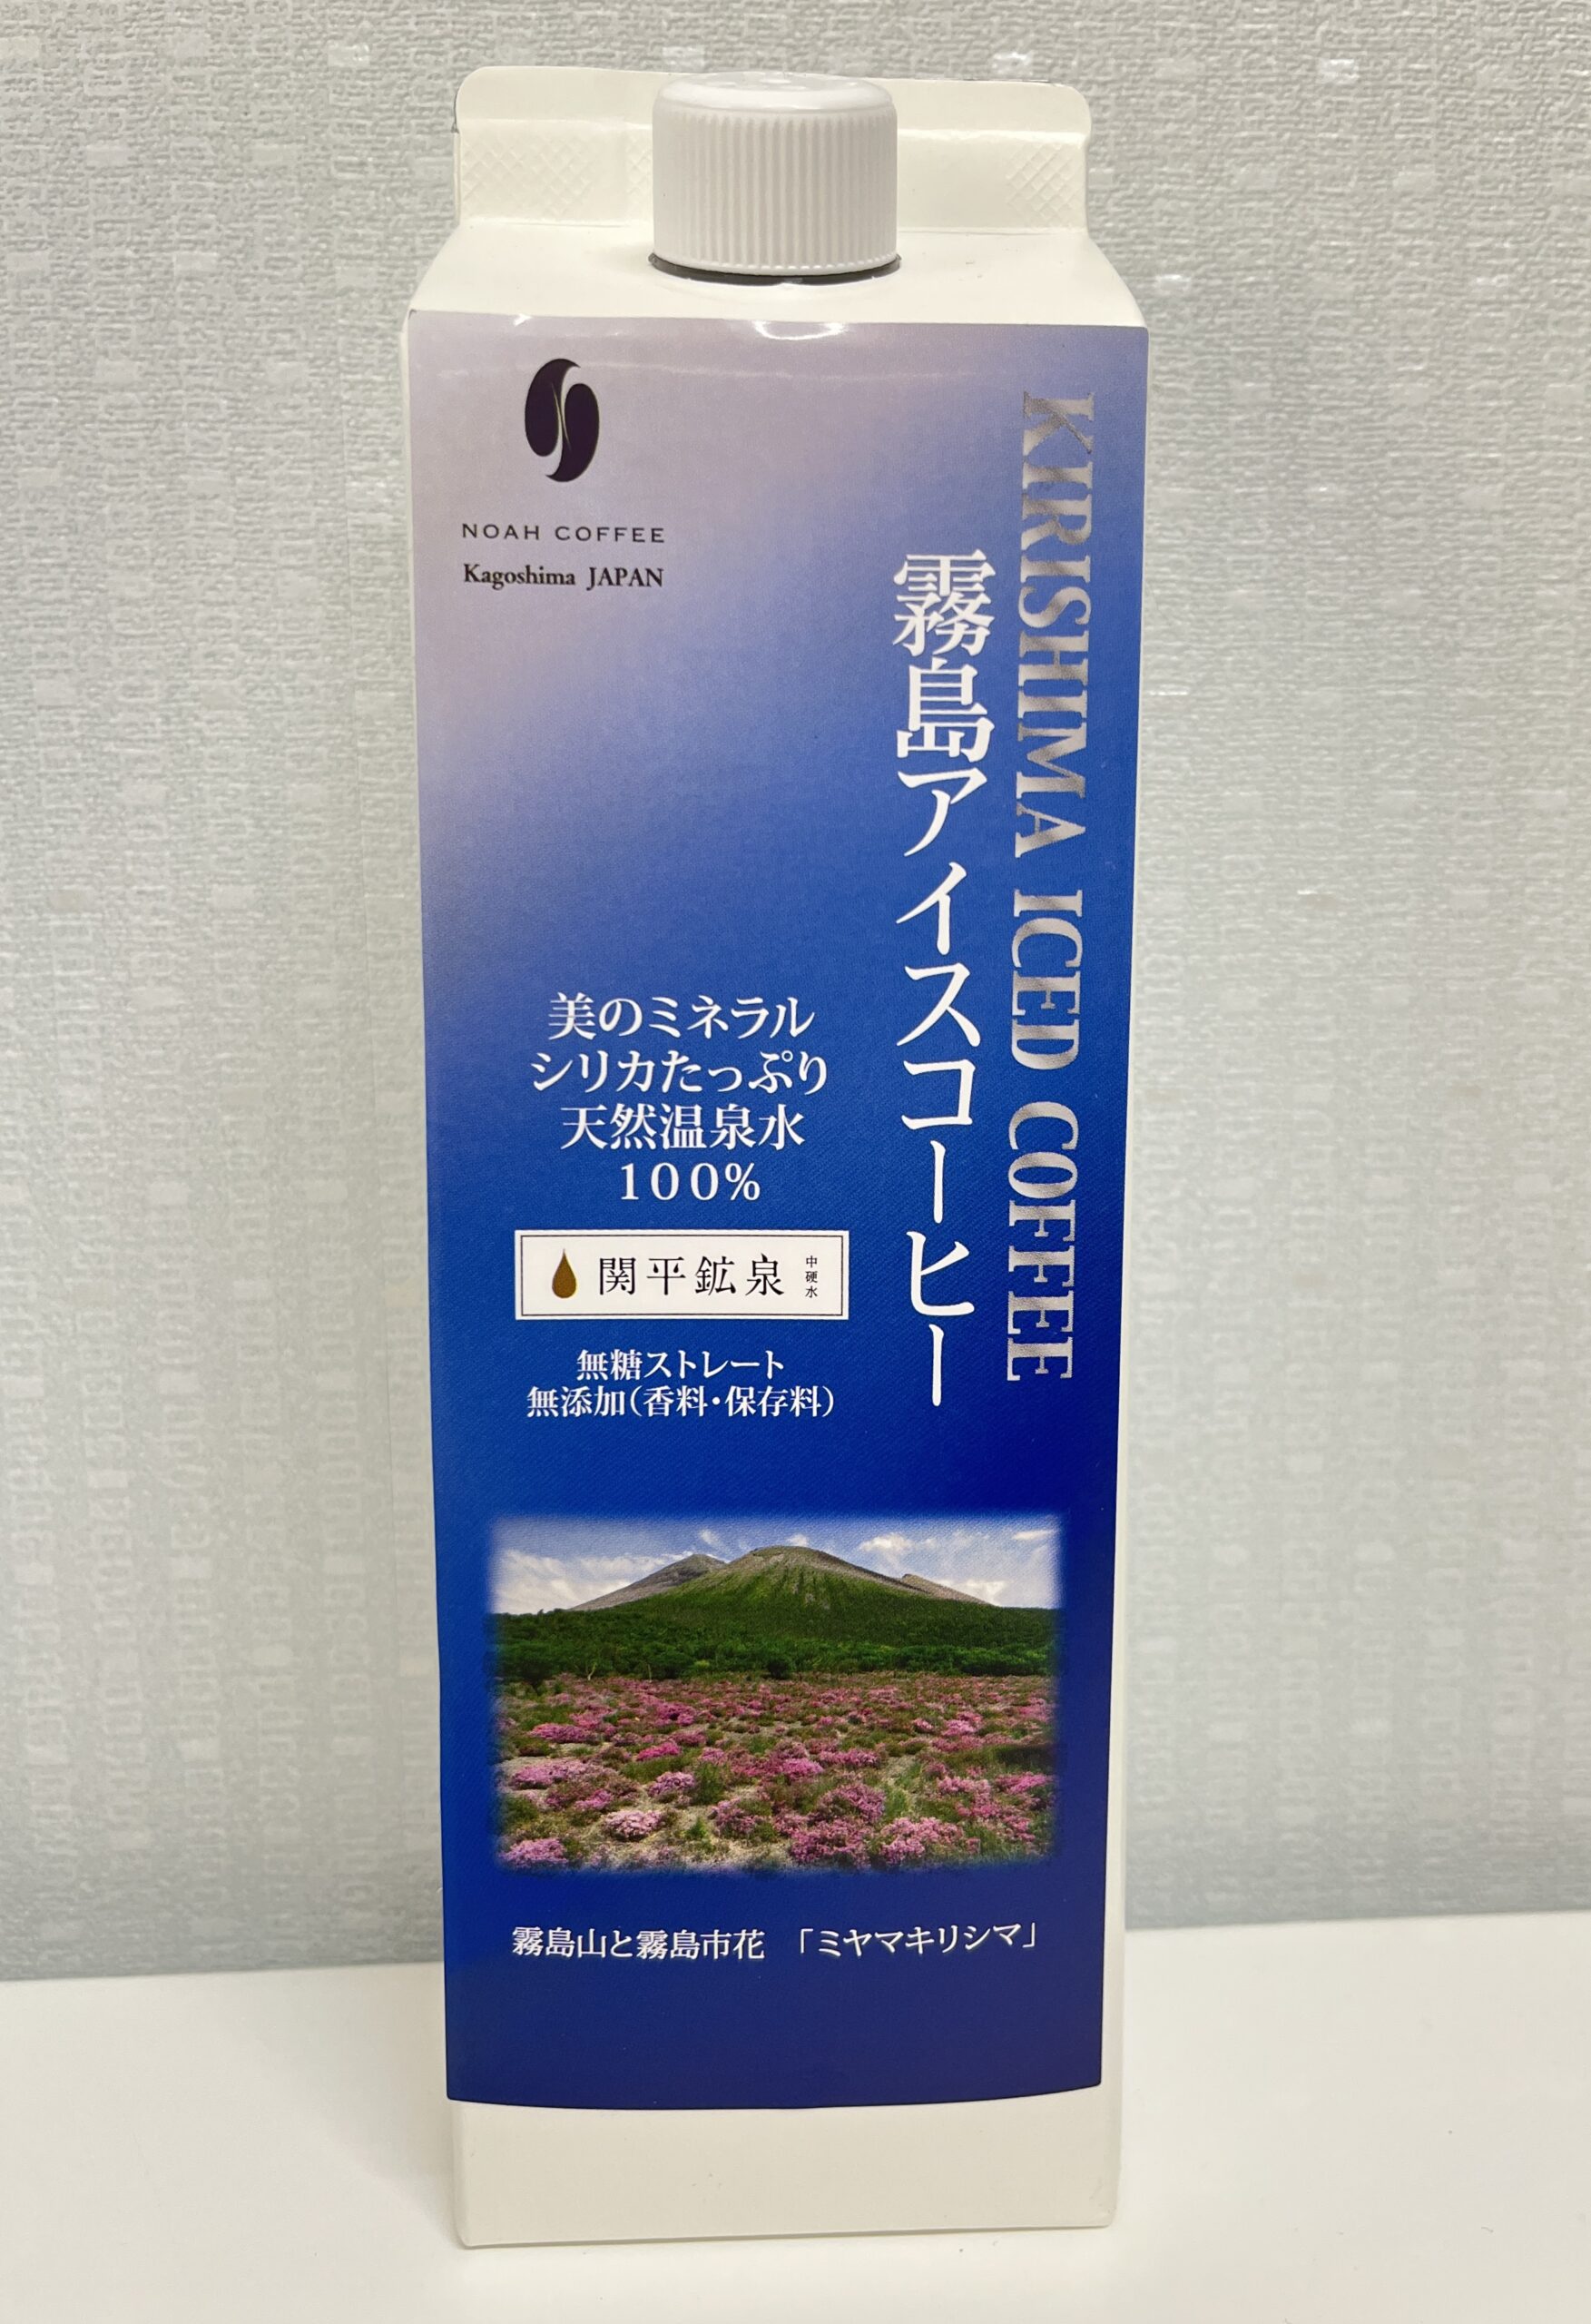 NOAH COFFEE
Kagoshima JAPAN
KIRISHIMA ICED COFFEE
霧島アイスコーヒー
美のミネラル
シリカたっぷり
天然温泉水
100%
関平鉱泉 中硬水
無糖ストレート
無添加(香料・保存料)
霧島山と霧島市花 「ミヤマキリシマ」